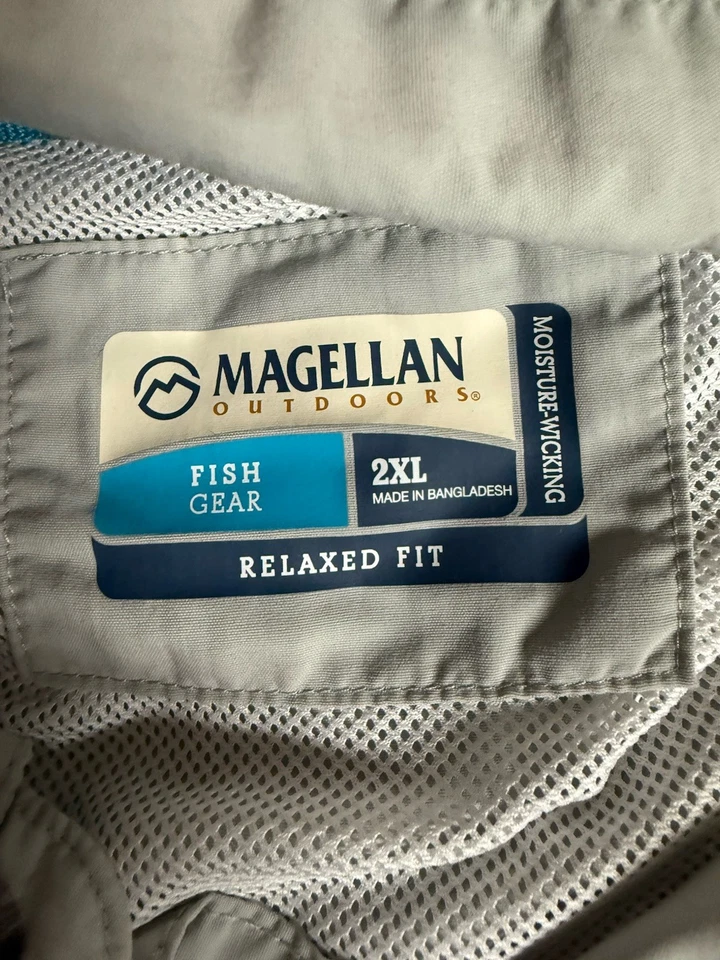 MAGELLAN
OUTDOORS®
FISH
GEAR
2XL
MADE IN BANGLADESH
MOISTURE-WICKING
RELAXED FIT